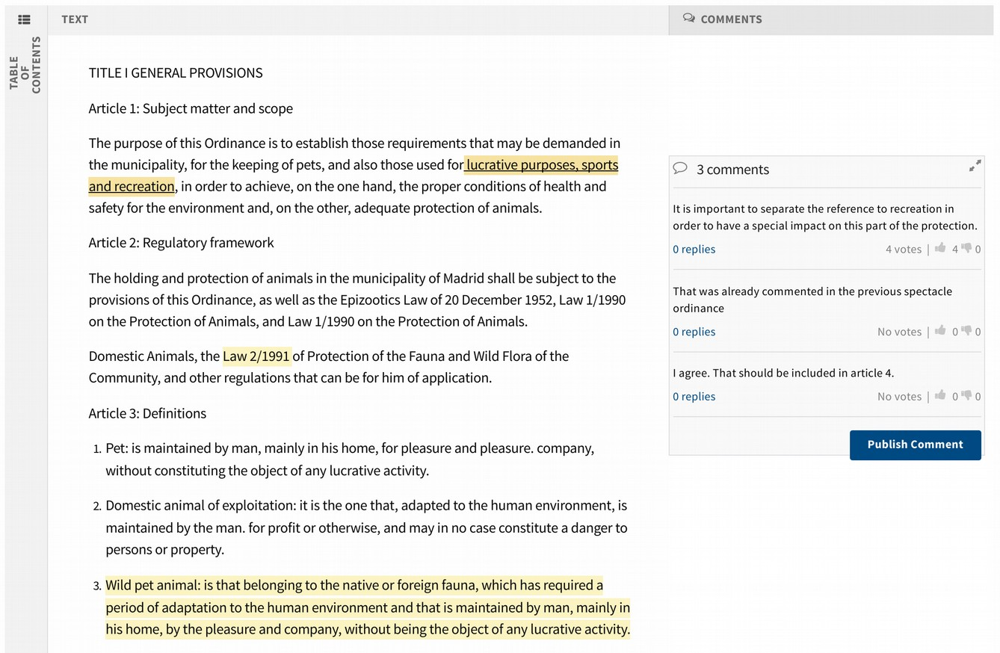 TABLE
OF
CONTENTS
TEXT
TITLE I GENERAL PROVISIONS
Article 1: Subject matter and scope
The purpose of this Ordinance is to establish those requirements that may be demanded in
the municipality, for the keeping of pets, and also those used for lucrative purposes, sports
and recreation, in order to achieve, on the one hand, the proper conditions of health and
safety for the environment and, on the other, adequate protection of animals.
Article 2: Regulatory framework
The holding and protection of animals in the municipality of Madrid shall be subject to the
provisions of this Ordinance, as well as the Epizootics Law of 20 December 1952, Law 1/1990
on the Protection of Animals, and Law 1/1990 on the Protection of Animals.
Domestic Animals, the Law 2/1991 of Protection of the Fauna and Wild Flora of the
Community, and other regulations that can be for him of application.
Article 3: Definitions
1. Pet: is maintained by man, mainly in his home, for pleasure and pleasure. company,
without constituting the object of any lucrative activity.
2. Domestic animal of exploitation: it is the one that, adapted to the human environment, is
maintained by the man. for profit or otherwise, and may in no case constitute a danger to
persons or property.
3. Wild pet animal: is that belonging to the native or foreign fauna, which has required a
period of adaptation to the human environment and that is maintained by man, mainly in
his home, by the pleasure and company, without being the object of any lucrative activity.
COMMENTS
3 comments
It is important to separate the reference to recreation in
order to have a special impact on this part of the protection.
0 replies 4 votes | 4 0
That was already commented in the previous spectacle
ordinance
0 replies No votes | 0 0
I agree. That should be included in article 4.
0 replies No votes | 0 0
Publish Comment